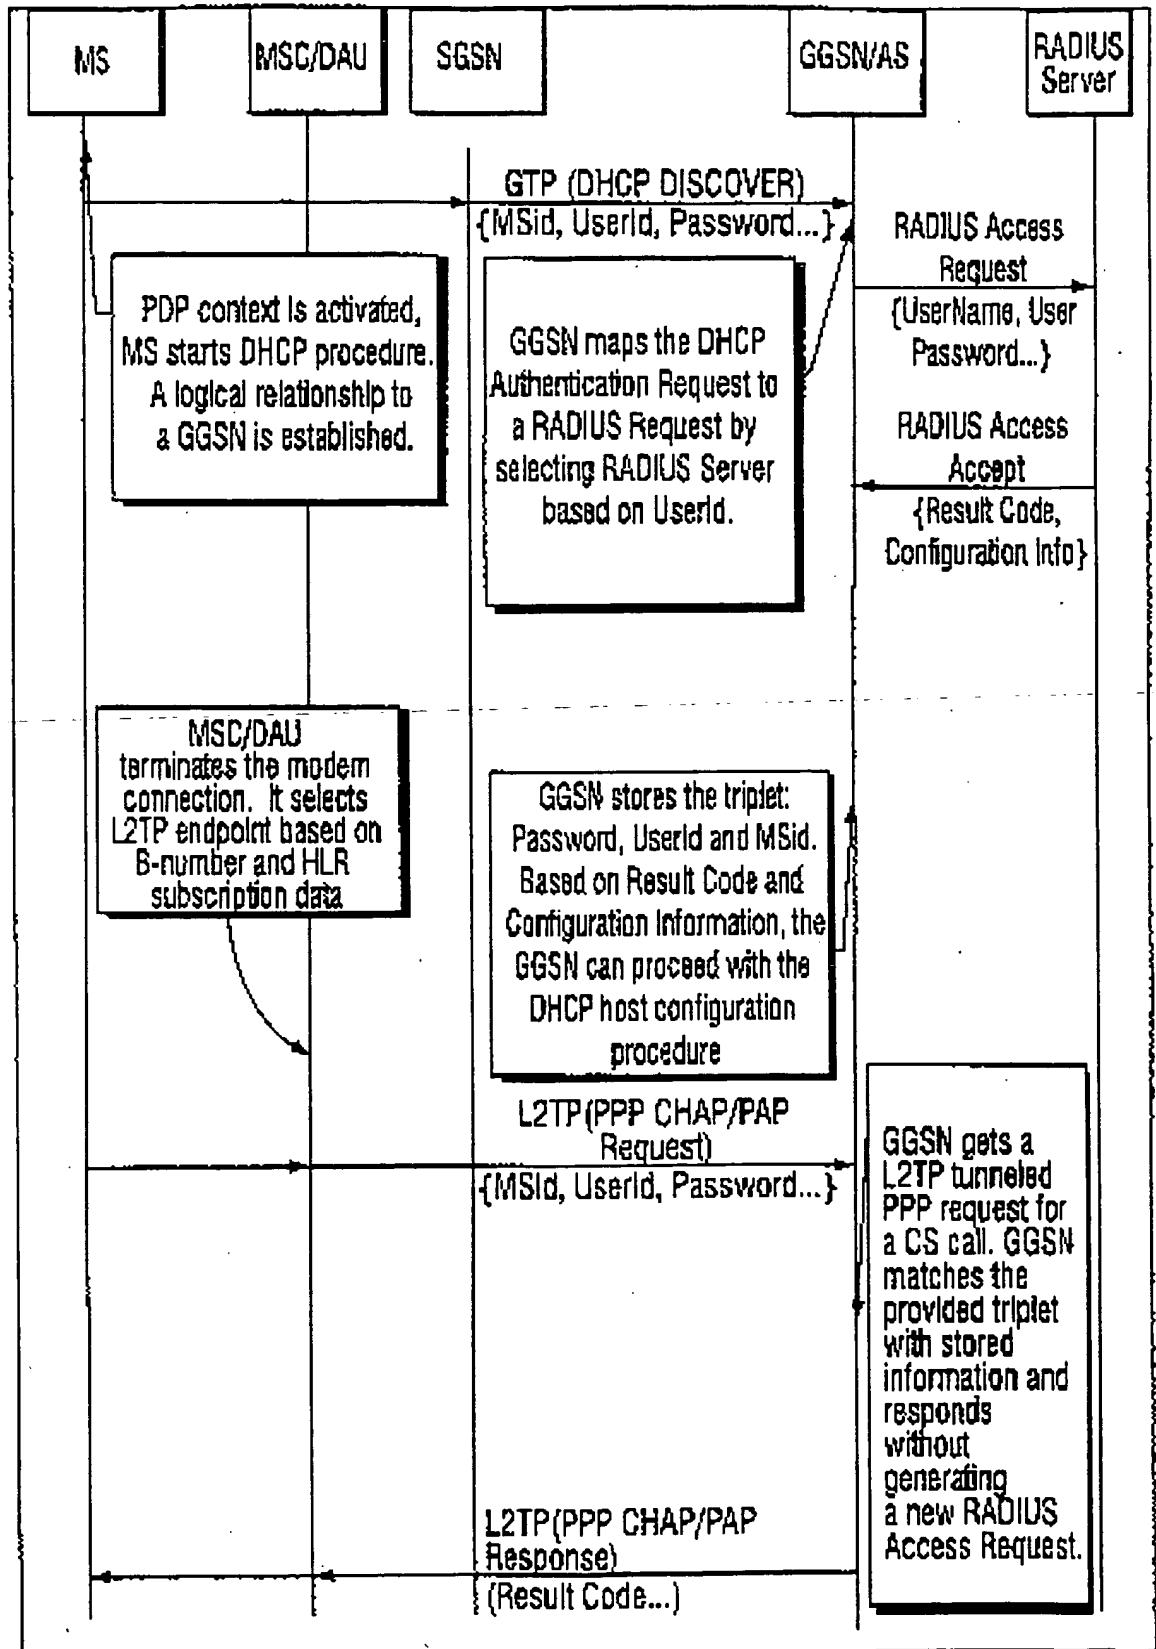 MS
MSC/DAU
SGSN
GGSN/AS
RADIUS
Server
GTP (DHCP DISCOVER)
{MSid, UserId, Password...}
RADIUS Access
Request
{UserName, User
Password...}
PDP context is activated,
MS starts DHCP procedure.
A logical relationship to
a GGSN is established.
GGSN maps the DHCP
Authentication Request to
a RADIUS Request by
selecting RADIUS Server
based on UserId.
RADIUS Access
Accept
{Result Code,
Configuration Info}
MSC/DAU
terminates the modem
connection. It selects
L2TP endpoint based on
B-number and HLR
subscription data
GGSN stores the triplet:
Password, UserId and MSid.
Based on Result Code and
Configuration Information, the
GGSN can proceed with the
DHCP host configuration
procedure
L2TP(PPP CHAP/PAP
Request)
{MSId, UserId, Password...}
GGSN gets a
L2TP tunneled
PPP request for
a CS call. GGSN
matches the
provided triplet
with stored
information and
responds
without
generating
a new RADIUS
Access Request.
L2TP(PPP CHAP/PAP
Response)
(Result Code...)